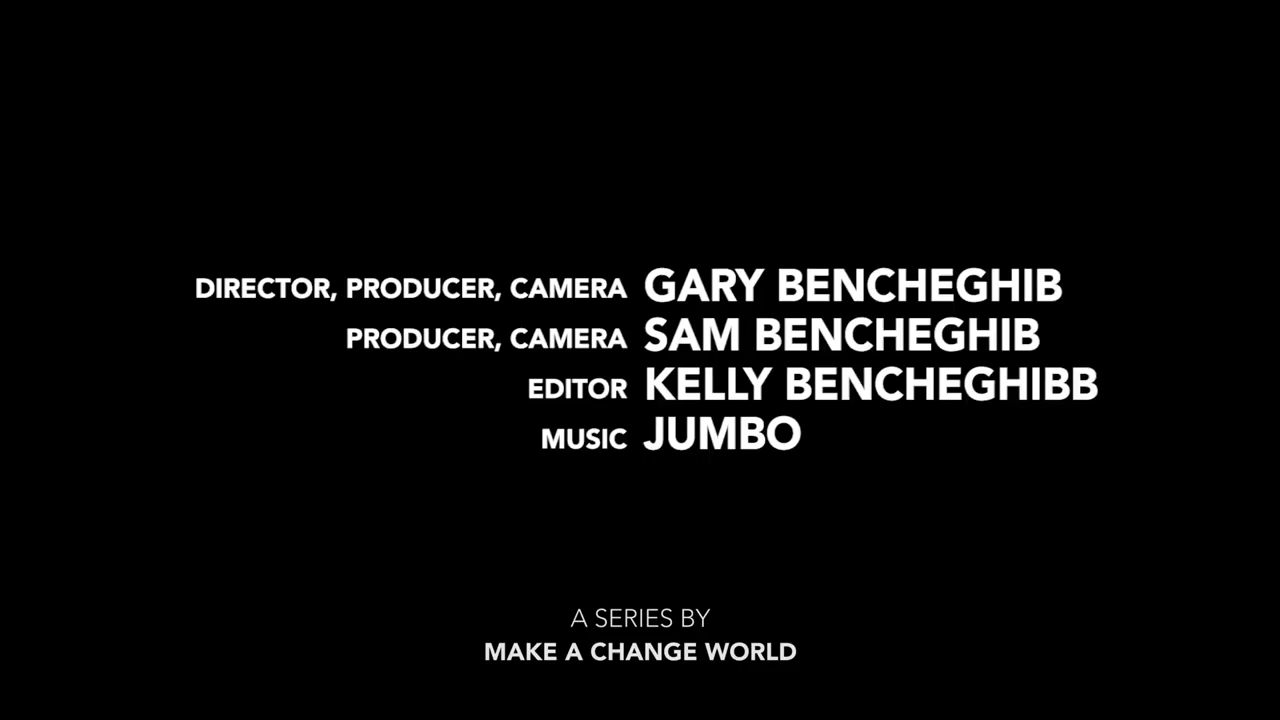 DIRECTOR, PRODUCER, CAMERA GARY BENCHEGHIB
PRODUCER, CAMERA SAM BENCHEGHIB
EDITOR KELLY BENCHEGHIBB
MUSIC JUMBO
A SERIES BY
MAKE A CHANGE WORLD